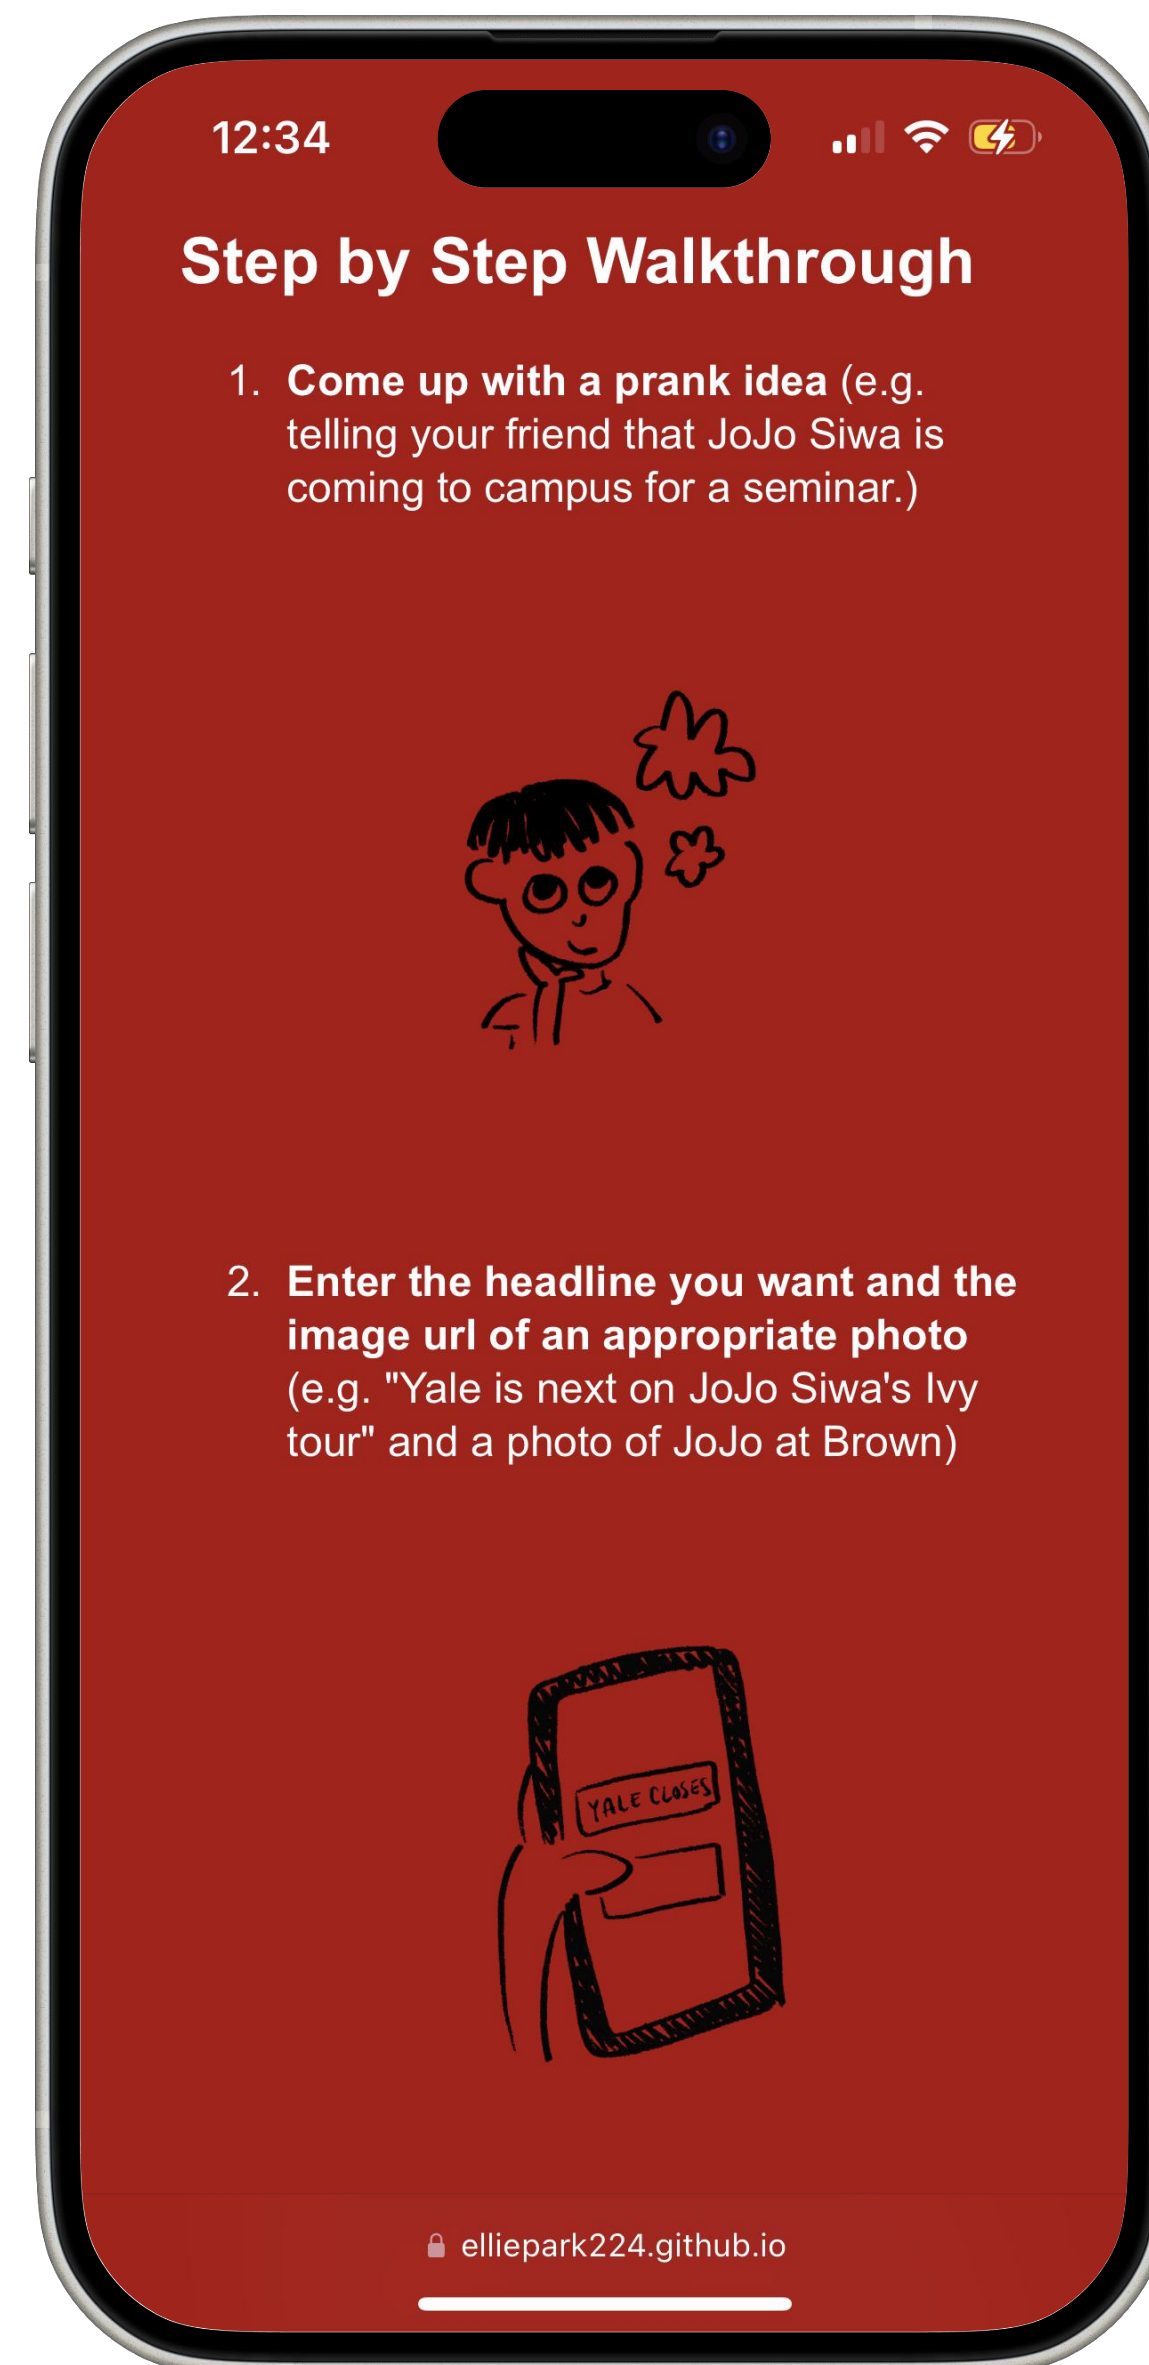 12:34
Step by Step Walkthrough
1. Come up with a prank idea (e.g.
telling your friend that JoJo Siwa is
coming to campus for a seminar.)
2. Enter the headline you want and the
image url of an appropriate photo
(e.g. "Yale is next on JoJo Siwa's Ivy
tour" and a photo of JoJo at Brown)
YALE CLOSES
elliepark224.github.io